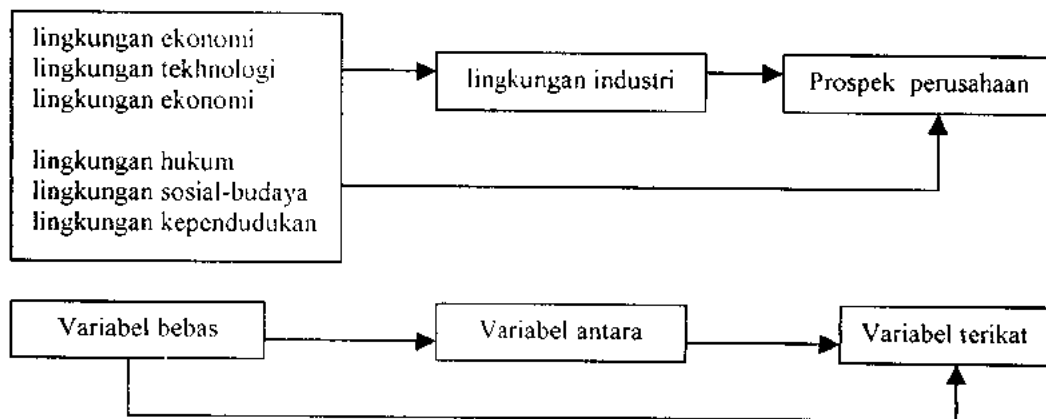 lingkungan ekonomi
lingkungan tekhnologi
lingkungan ekonomi
lingkungan hukum
lingkungan sosial-budaya
lingkungan kependudukan
lingkungan industri
Prospek perusahaan
Variabel bebas
Variabel antara
Variabel terikat